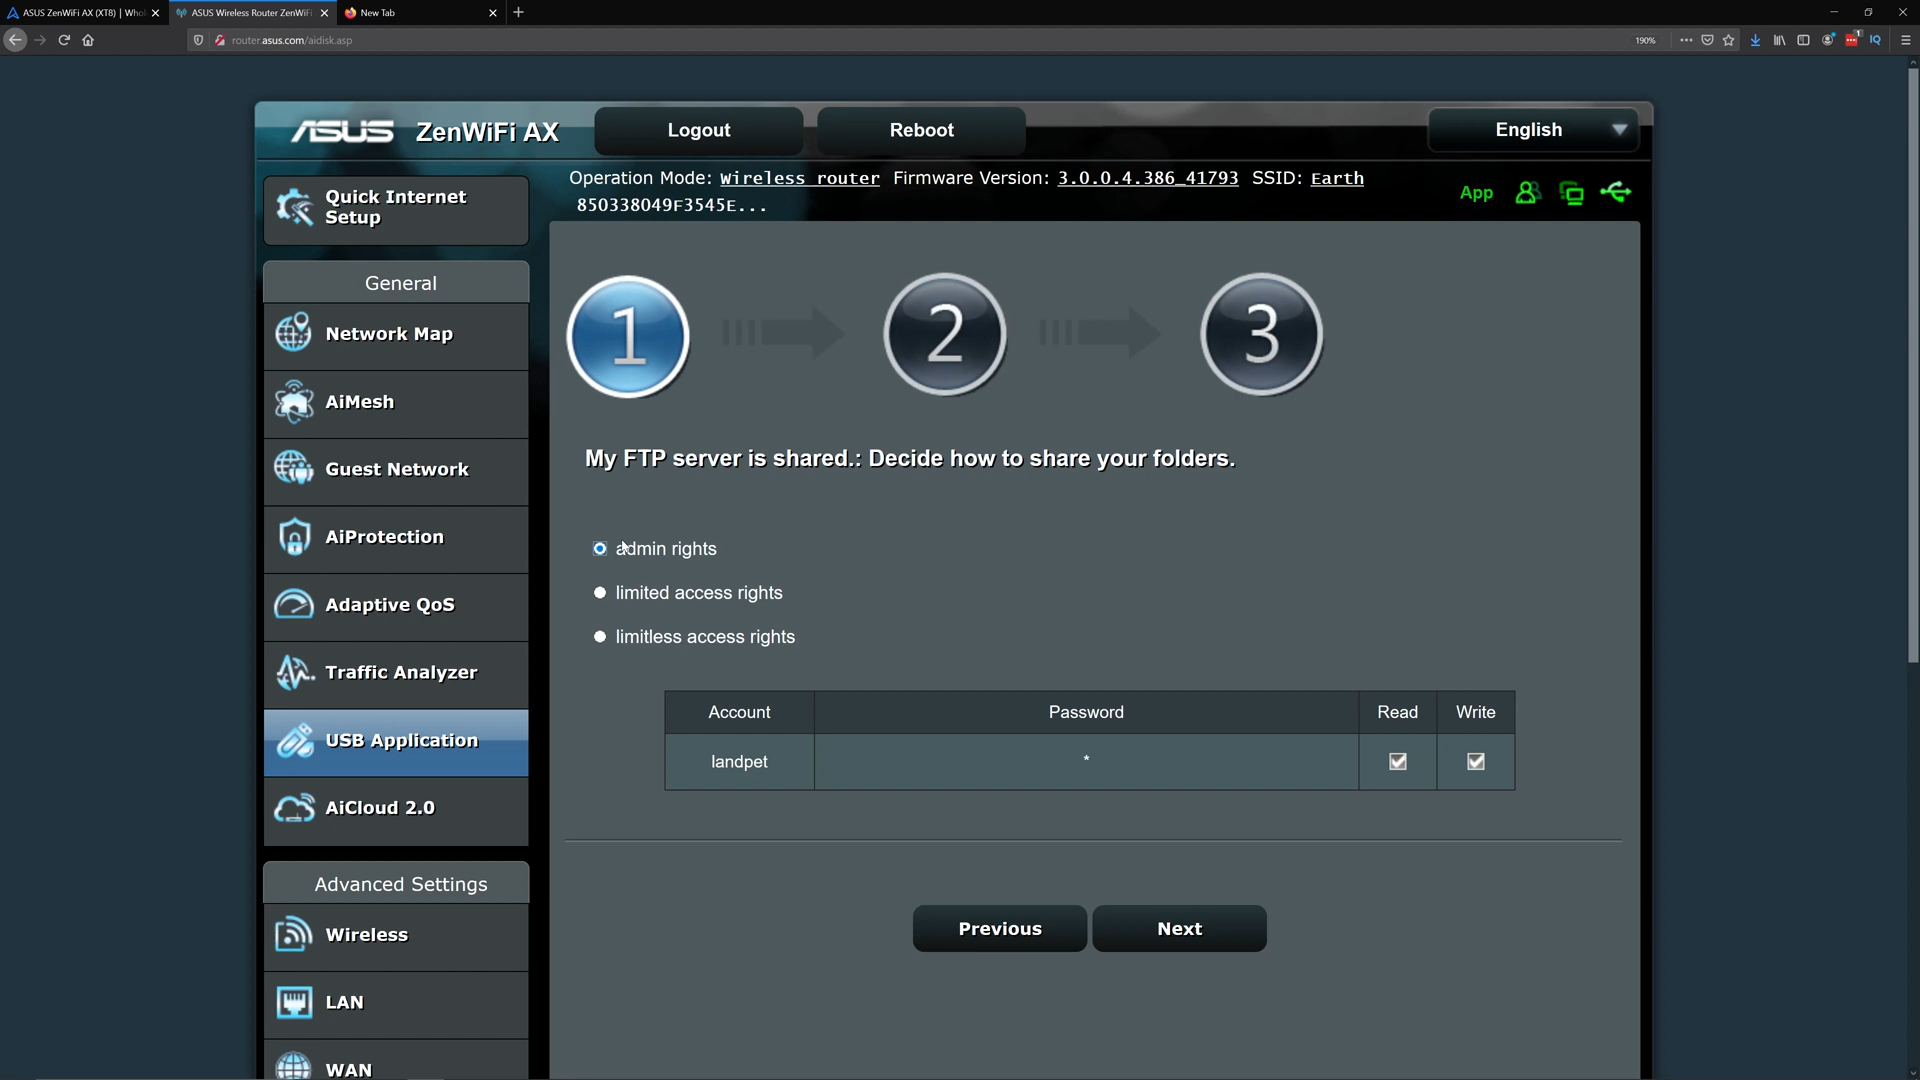 ASUS ZenWiFi AX (XT8) | Who
ASUS Wireless Router ZenWiFi
New Tab
router.asus.com/aidisk.asp
190%
1
IQ
ASUS ZenWiFi AX
Logout
Reboot
English
Operation Mode: Wireless router Firmware Version: 3.0.0.4.386_41793 SSID: Earth
850338049F3545E...
App
Quick Internet
Setup
General
Network Map
AiMesh
Guest Network
AiProtection
Adaptive QoS
Traffic Analyzer
USB Application
AiCloud 2.0
Advanced Settings
Wireless
LAN
WAN
1
2
3
My FTP server is shared.: Decide how to share your folders.
admin rights
limited access rights
limitless access rights
Account Password Read Write
landpet *
Previous
Next